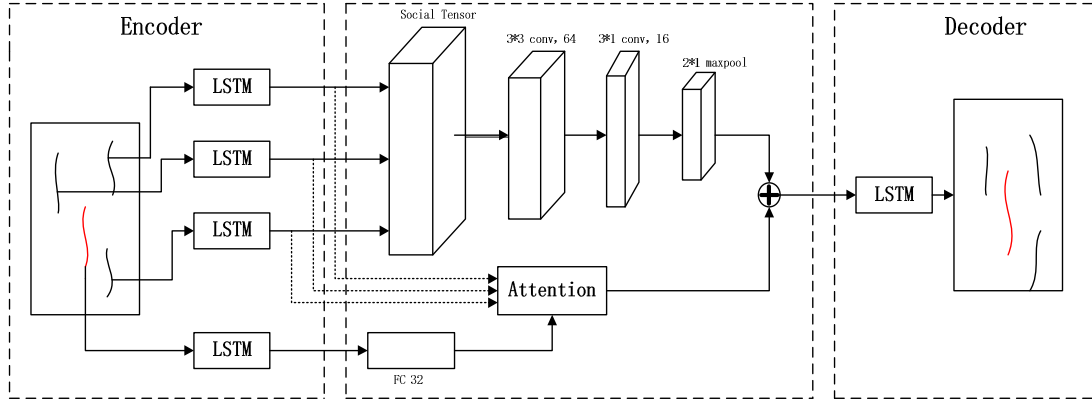 Encoder
Social Tensor
3*3 conv, 64
3*1 conv, 16
2*1 maxpool
Decoder
LSTM
LSTM
LSTM
LSTM
LSTM
Attention
FC 32